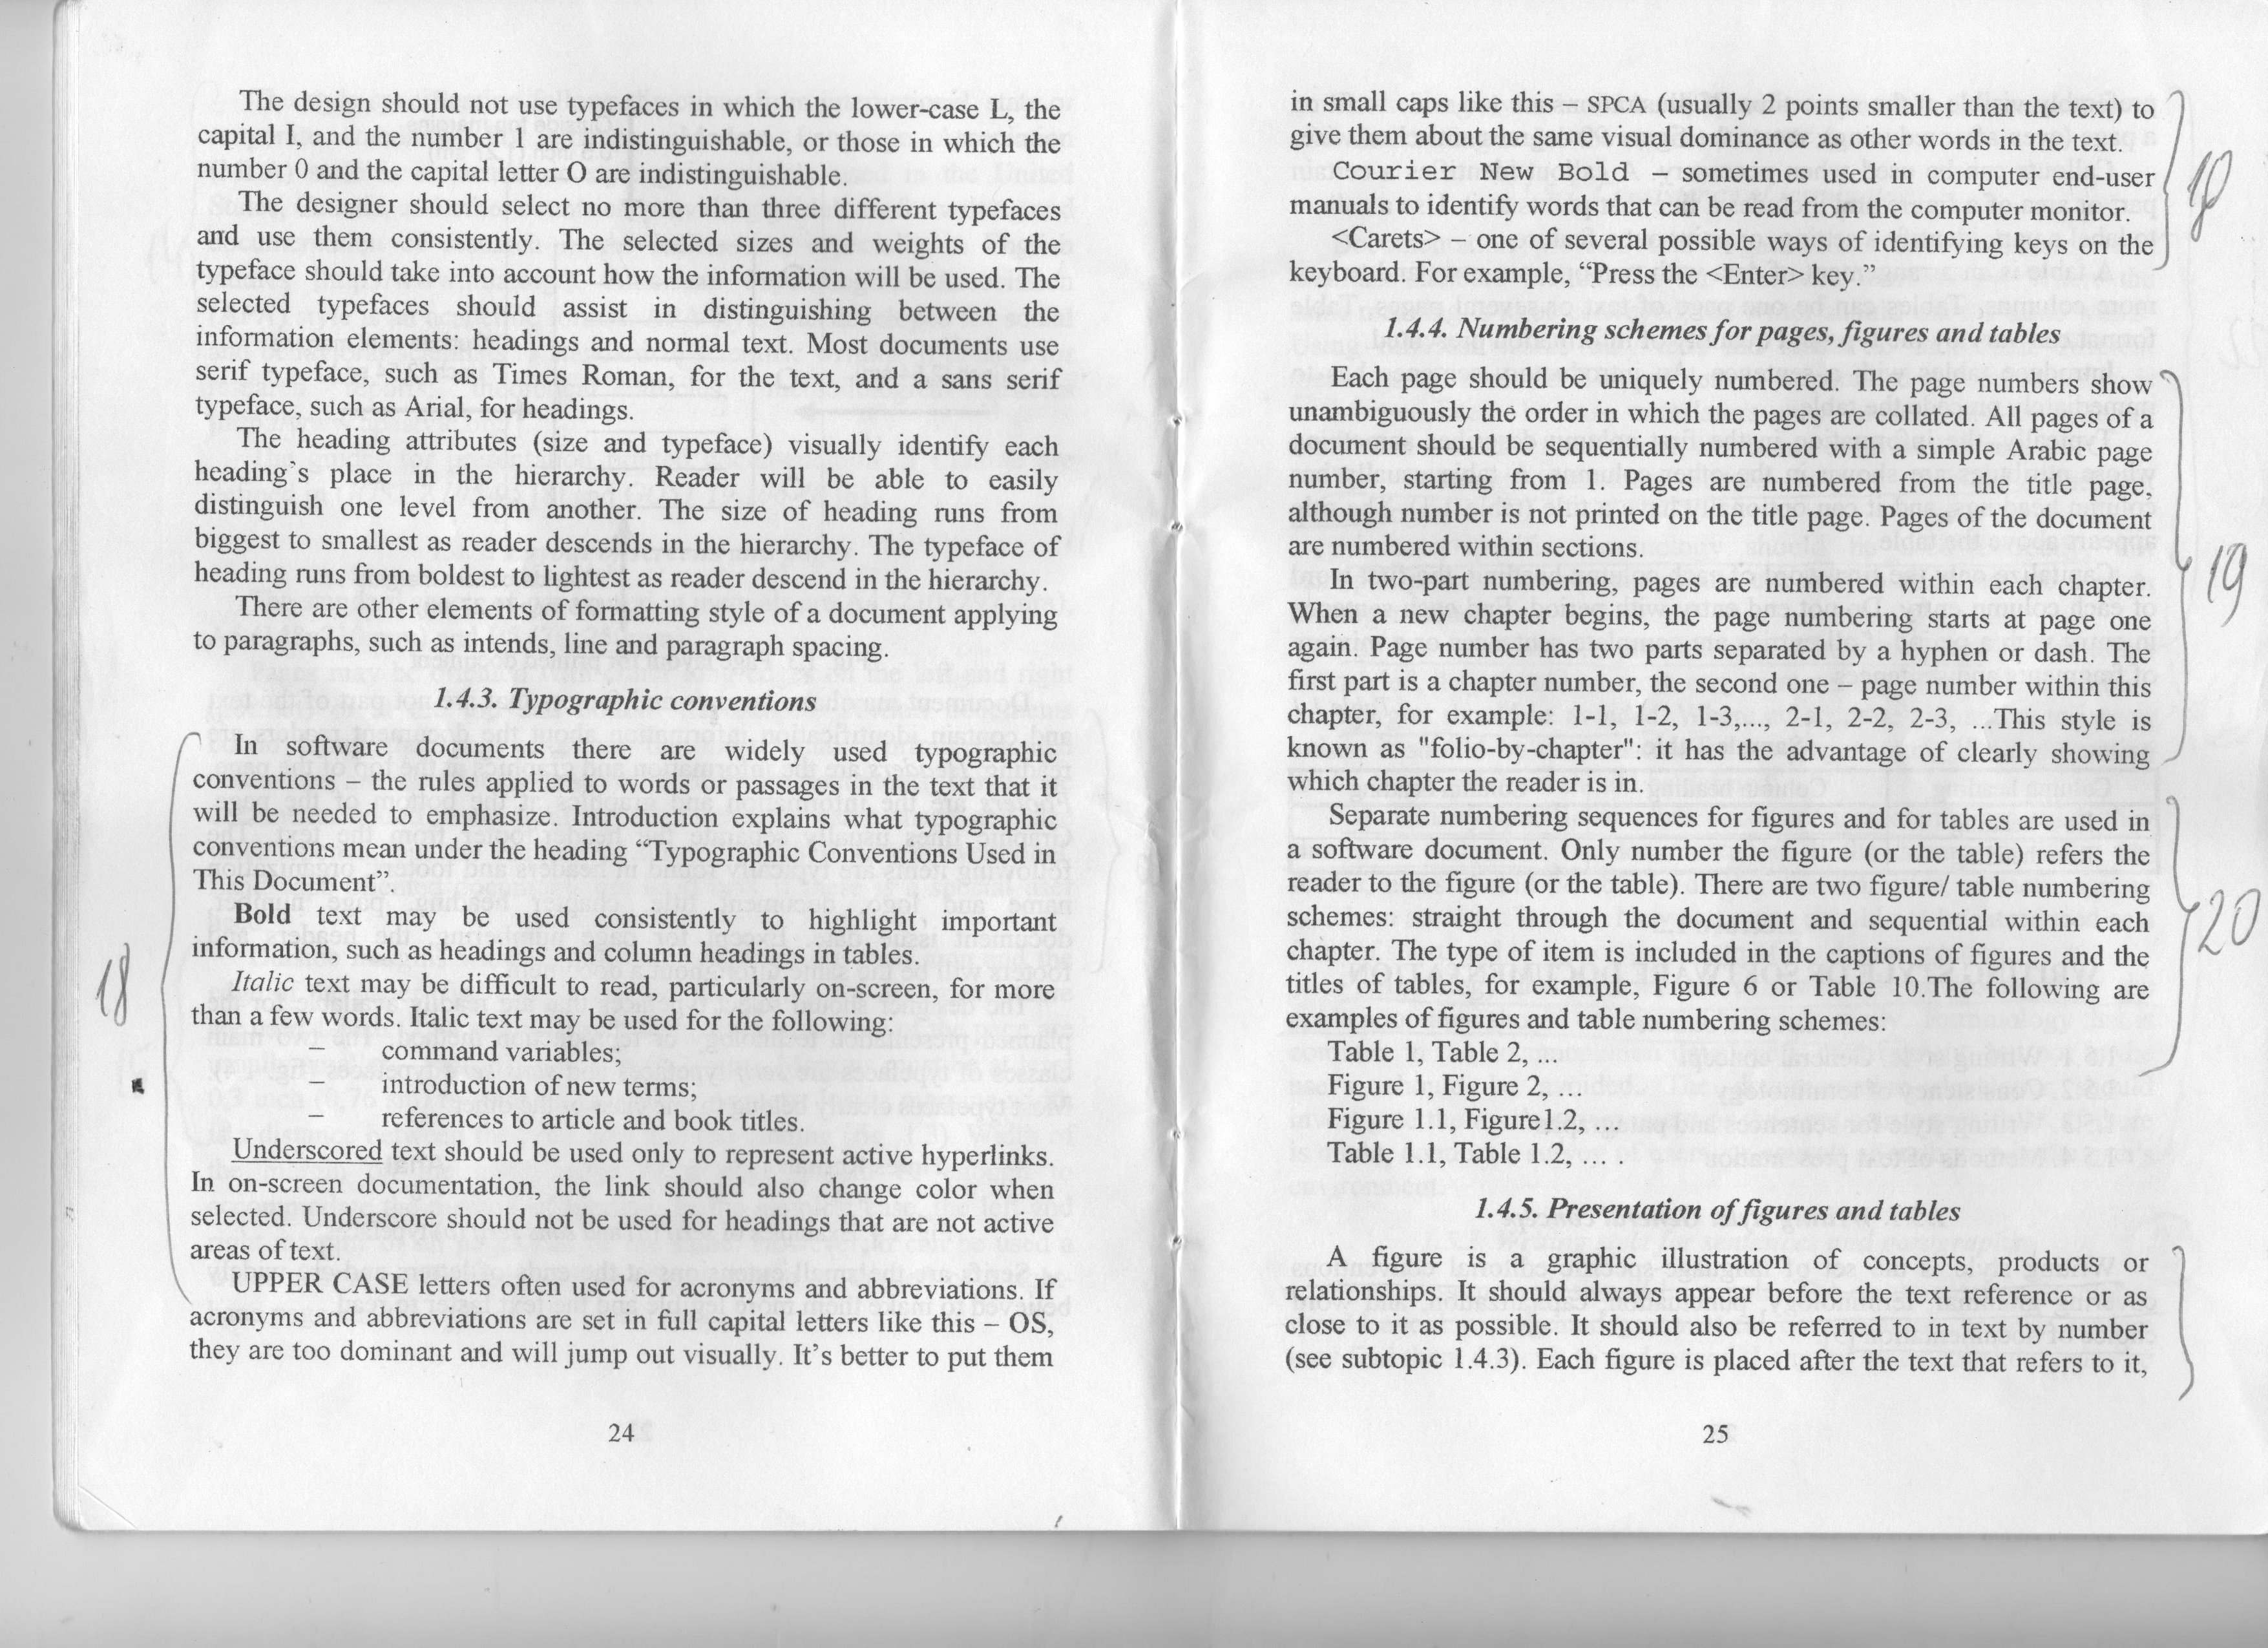 The design should not use typefaces in which the lower-case L, the
capital I, and the number 1 are indistinguishable, or those in which the
number 0 and the capital letter O are indistinguishable.
The designer should select no more than three different typefaces
and use them consistently. The selected sizes and weights of the
typeface should take into account how the information will be used. The
selected typefaces should assist in distinguishing between the
information elements: headings and normal text. Most documents use
serif typeface, such as Times Roman, for the text, and a sans serif
typeface, such as Arial, for headings.
The heading attributes (size and typeface) visually identify each
heading's place in the hierarchy. Reader will be able to easily
distinguish one level from another. The size of heading runs from
biggest to smallest as reader descends in the hierarchy. The typeface of
heading runs from boldest to lightest as reader descend in the hierarchy.
There are other elements of formatting style of a document applying
to paragraphs, such as intends, line and paragraph spacing.
1.4.3. Typographic conventions
In software documents there are widely used typographic
conventions – the rules applied to words or passages in the text that it
will be needed to emphasize. Introduction explains what typographic
conventions mean under the heading “Typographic Conventions Used in
This Document”.
Bold text may be used consistently to highlight important
information, such as headings and column headings in tables.
Italic text may be difficult to read, particularly on-screen, for more
than a few words. Italic text may be used for the following:
– command variables;
– introduction of new terms;
– references to article and book titles.
Underscored text should be used only to represent active hyperlinks.
In on-screen documentation, the link should also change color when
selected. Underscore should not be used for headings that are not active
areas of text.
UPPER CASE letters often used for acronyms and abbreviations. If
acronyms and abbreviations are set in full capital letters like this – OS,
they are too dominant and will jump out visually. It’s better to put them
18
24
in small caps like this – SPCA (usually 2 points smaller than the text) to
give them about the same visual dominance as other words in the text.
Courier New Bold – sometimes used in computer end-user
manuals to identify words that can be read from the computer monitor.
<Carets> – one of several possible ways of identifying keys on the
keyboard. For example, “Press the <Enter> key.”
18
1.4.4. Numbering schemes for pages, figures and tables
Each page should be uniquely numbered. The page numbers show
unambiguously the order in which the pages are collated. All pages of a
document should be sequentially numbered with a simple Arabic page
number, starting from 1. Pages are numbered from the title page,
although number is not printed on the title page. Pages of the document
are numbered within sections.
In two-part numbering, pages are numbered within each chapter.
When a new chapter begins, the page numbering starts at page one
again. Page number has two parts separated by a hyphen or dash. The
first part is a chapter number, the second one – page number within this
chapter, for example: 1-1, 1-2, 1-3,..., 2-1, 2-2, 2-3, ...This style is
known as "folio-by-chapter": it has the advantage of clearly showing
which chapter the reader is in.
19
Separate numbering sequences for figures and for tables are used in
a software document. Only number the figure (or the table) refers the
reader to the figure (or the table). There are two figure/ table numbering
schemes: straight through the document and sequential within each
chapter. The type of item is included in the captions of figures and the
titles of tables, for example, Figure 6 or Table 10.The following are
examples of figures and table numbering schemes:
Table 1, Table 2, ...
Figure 1, Figure 2, ...
Figure 1.1, Figure1.2, ...
Table 1.1, Table 1.2, ... .
20
1.4.5. Presentation of figures and tables
A figure is a graphic illustration of concepts, products or
relationships. It should always appear before the text reference or as
close to it as possible. It should also be referred to in text by number
(see subtopic 1.4.3). Each figure is placed after the text that refers to it,
25